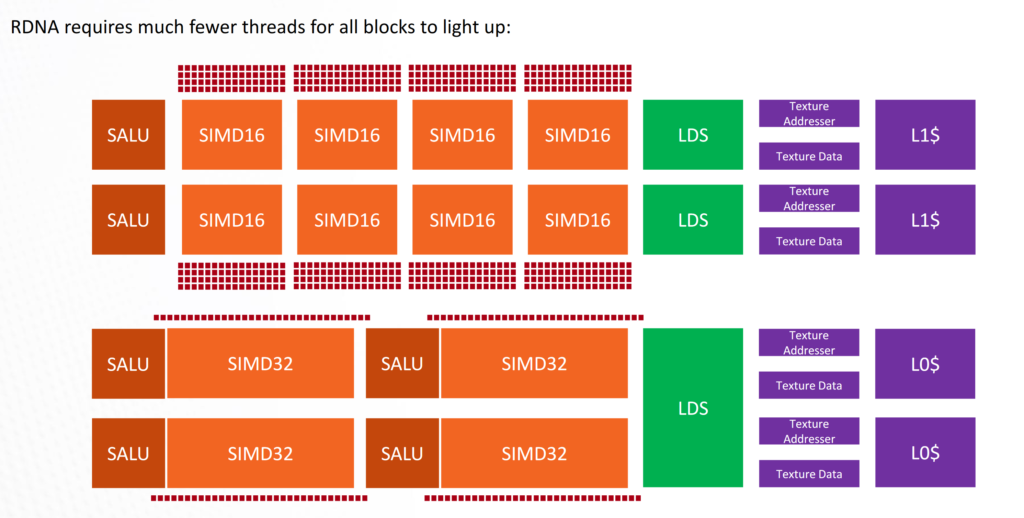 RDNA requires much fewer threads for all blocks to light up:
SALU SIMD16 SIMD16 SIMD16 SIMD16 LDS Texture Addresser Texture Data L1$
SALU SIMD16 SIMD16 SIMD16 SIMD16 LDS Texture Addresser Texture Data L1$
SALU SIMD32 SALU SIMD32 LDS Texture Addresser Texture Data L0$
SALU SIMD32 SALU SIMD32 Texture Addresser Texture Data L0$